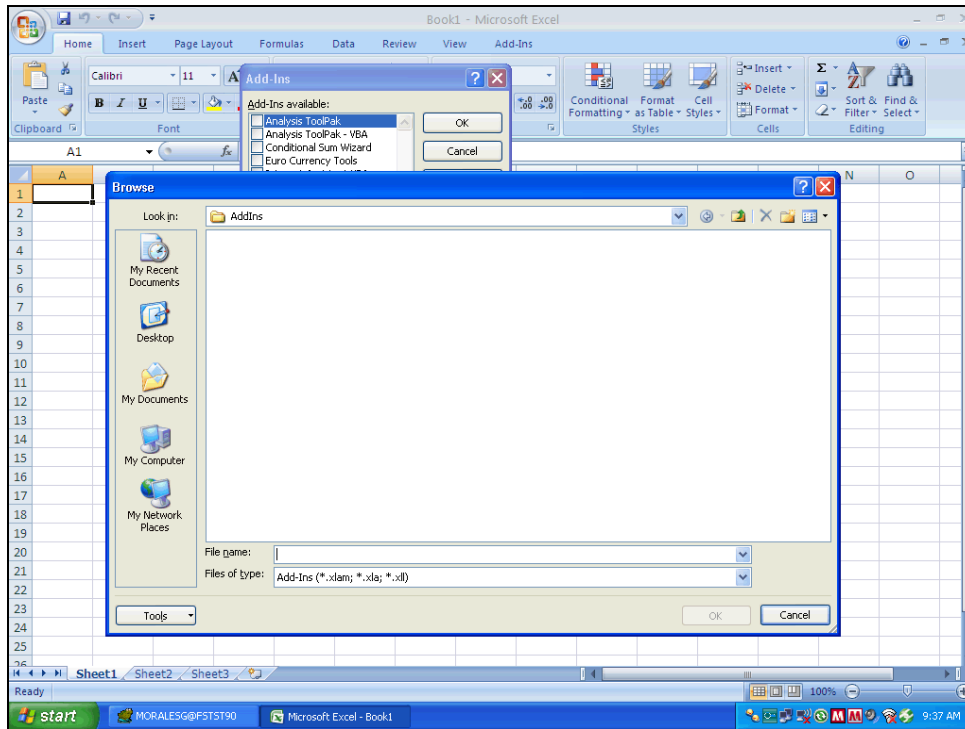 Book1 - Microsoft Excel
Home Insert Page Layout Formulas Data Review View Add-Ins
Paste
Clipboard
Calibri 11 A
B I U
Font
Conditional Formatting
Format as Table
Cell Styles
Styles
Insert
Delete
Format
Cells
Σ
Sort & Filter
Find & Select
Editing
Add-Ins
Add-Ins available:
Analysis ToolPak
Analysis ToolPak - VBA
Conditional Sum Wizard
Euro Currency Tools
OK
Cancel
A1 fx
A N O
1
2
3
4
5
6
7
8
9
10
11
12
13
14
15
16
17
18
19
20
21
22
23
24
25
26
Browse
Look in: AddIns
My Recent Documents
Desktop
My Documents
My Computer
My Network Places
File name:
Files of type: Add-Ins (*.xlam; *.xla; *.xll)
Tools OK Cancel
Sheet1 Sheet2 Sheet3
Ready 100%
start MORALESG@FSTST90 Microsoft Excel - Book1 9:37 AM